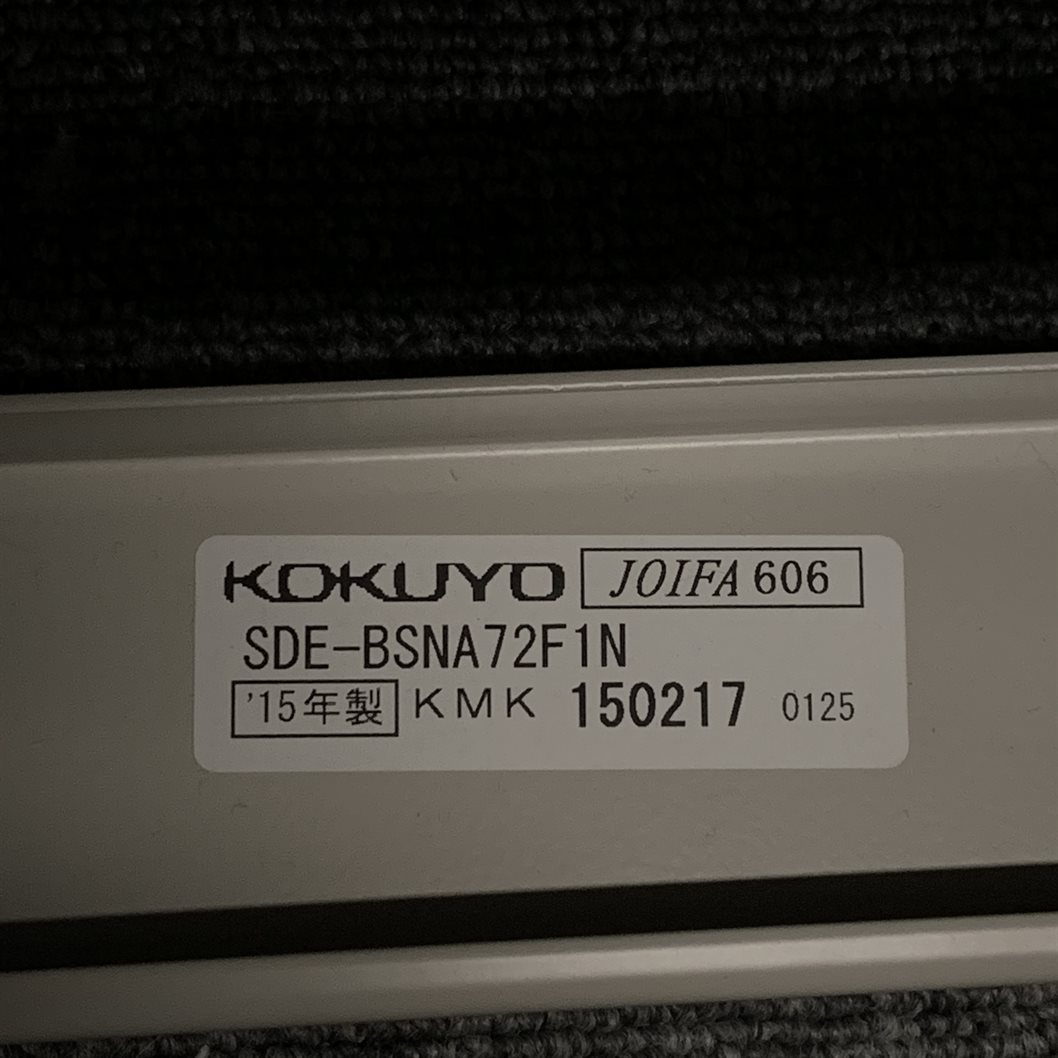 KOKUYO JOIFA 606
SDE-BSNA72F1N
'15年製 KMK 150217 0125